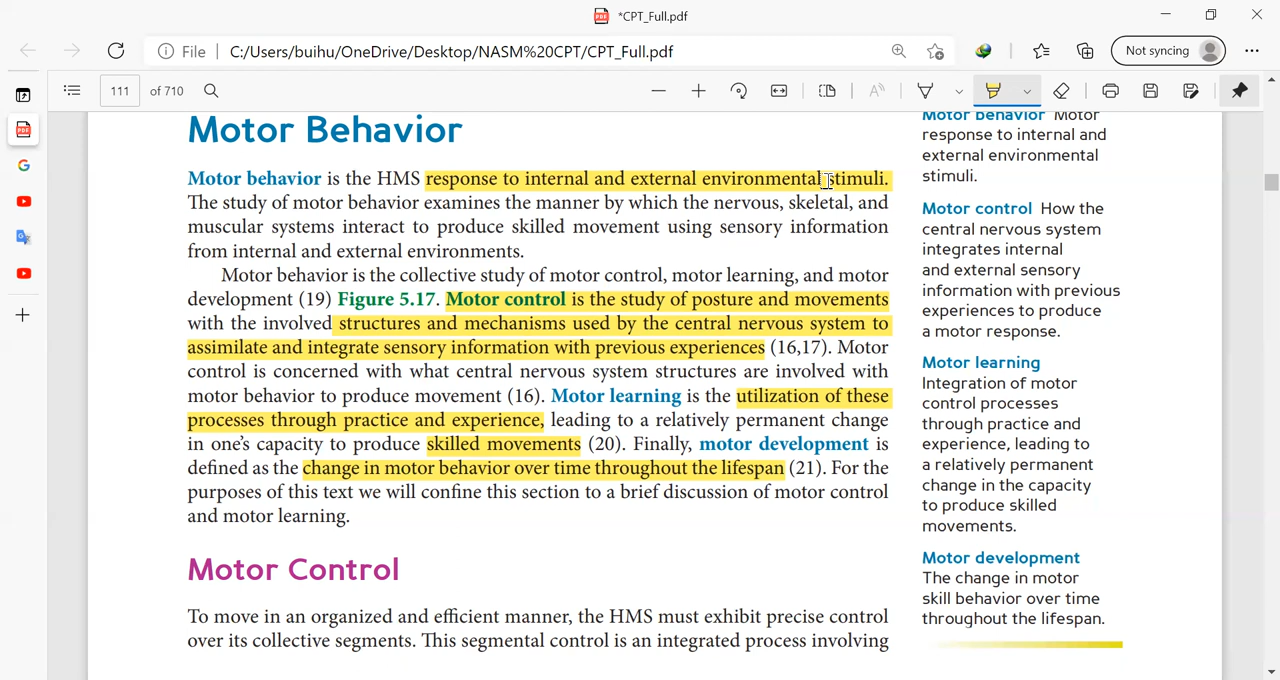 *CPT_Full.pdf
File
C:/Users/buihu/OneDrive/Desktop/NASM%20CPT/CPT_Full.pdf
Not syncing
111 of 710
Motor Behavior
Motor behavior is the HMS response to internal and external environmental stimuli.
The study of motor behavior examines the manner by which the nervous, skeletal, and
muscular systems interact to produce skilled movement using sensory information
from internal and external environments.
Motor behavior is the collective study of motor control, motor learning, and motor
development (19) Figure 5.17. Motor control is the study of posture and movements
with the involved structures and mechanisms used by the central nervous system to
assimilate and integrate sensory information with previous experiences (16,17). Motor
control is concerned with what central nervous system structures are involved with
motor behavior to produce movement (16). Motor learning is the utilization of these
processes through practice and experience, leading to a relatively permanent change
in one's capacity to produce skilled movements (20). Finally, motor development is
defined as the change in motor behavior over time throughout the lifespan (21). For the
purposes of this text we will confine this section to a brief discussion of motor control
and motor learning.
Motor Control
To move in an organized and efficient manner, the HMS must exhibit precise control
over its collective segments. This segmental control is an integrated process involving
Motor behavior Motor
response to internal and
external environmental
stimuli.
Motor control How the
central nervous system
integrates internal
and external sensory
information with previous
experiences to produce
a motor response.
Motor learning
Integration of motor
control processes
through practice and
experience, leading to
a relatively permanent
change in the capacity
to produce skilled
movements.
Motor development
The change in motor
skill behavior over time
throughout the lifespan.